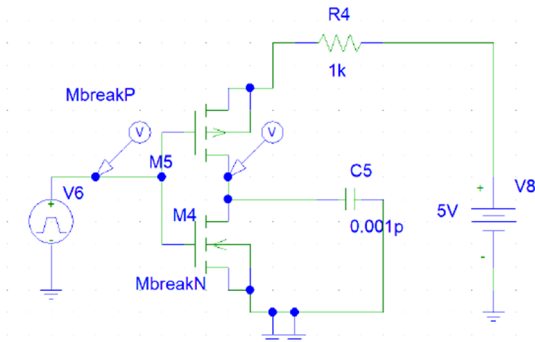 R4
1k
MbreakP
V
V
M5
C5
V6
+
-
M4
0.001p
MbreakN
+
V8
5V
-